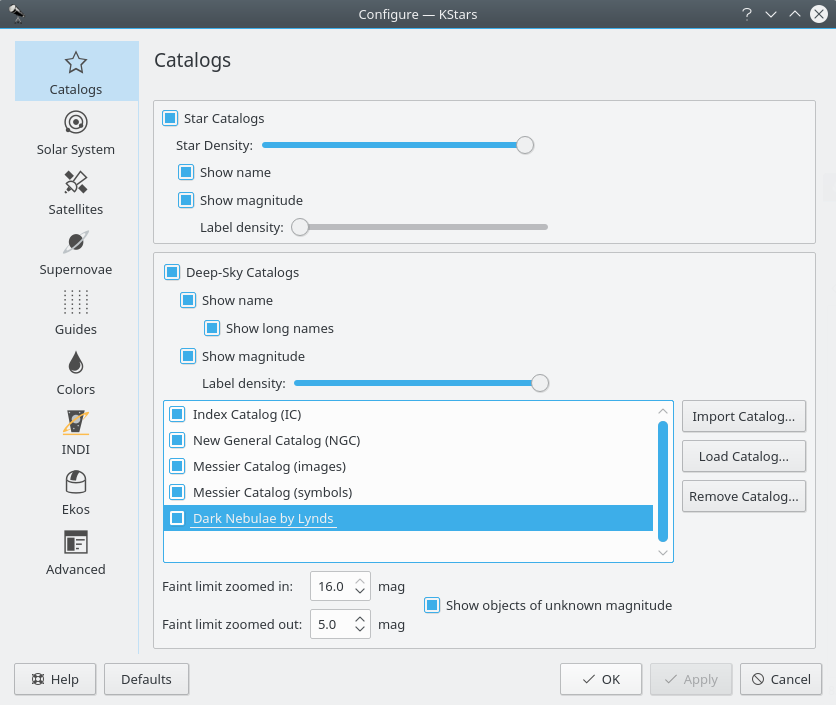 Configure — KStars
Catalogs
Solar System
Satellites
Supernovae
Guides
Colors
INDI
Ekos
Advanced
Catalogs
Star Catalogs
Star Density:
Show name
Show magnitude
Label density:
Deep-Sky Catalogs
Show name
Show long names
Show magnitude
Label density:
Index Catalog (IC)
New General Catalog (NGC)
Messier Catalog (images)
Messier Catalog (symbols)
Dark Nebulae by Lynds
Import Catalog...
Load Catalog...
Remove Catalog...
Faint limit zoomed in: 16.0 mag
Show objects of unknown magnitude
Faint limit zoomed out: 5.0 mag
Help Defaults OK Apply Cancel